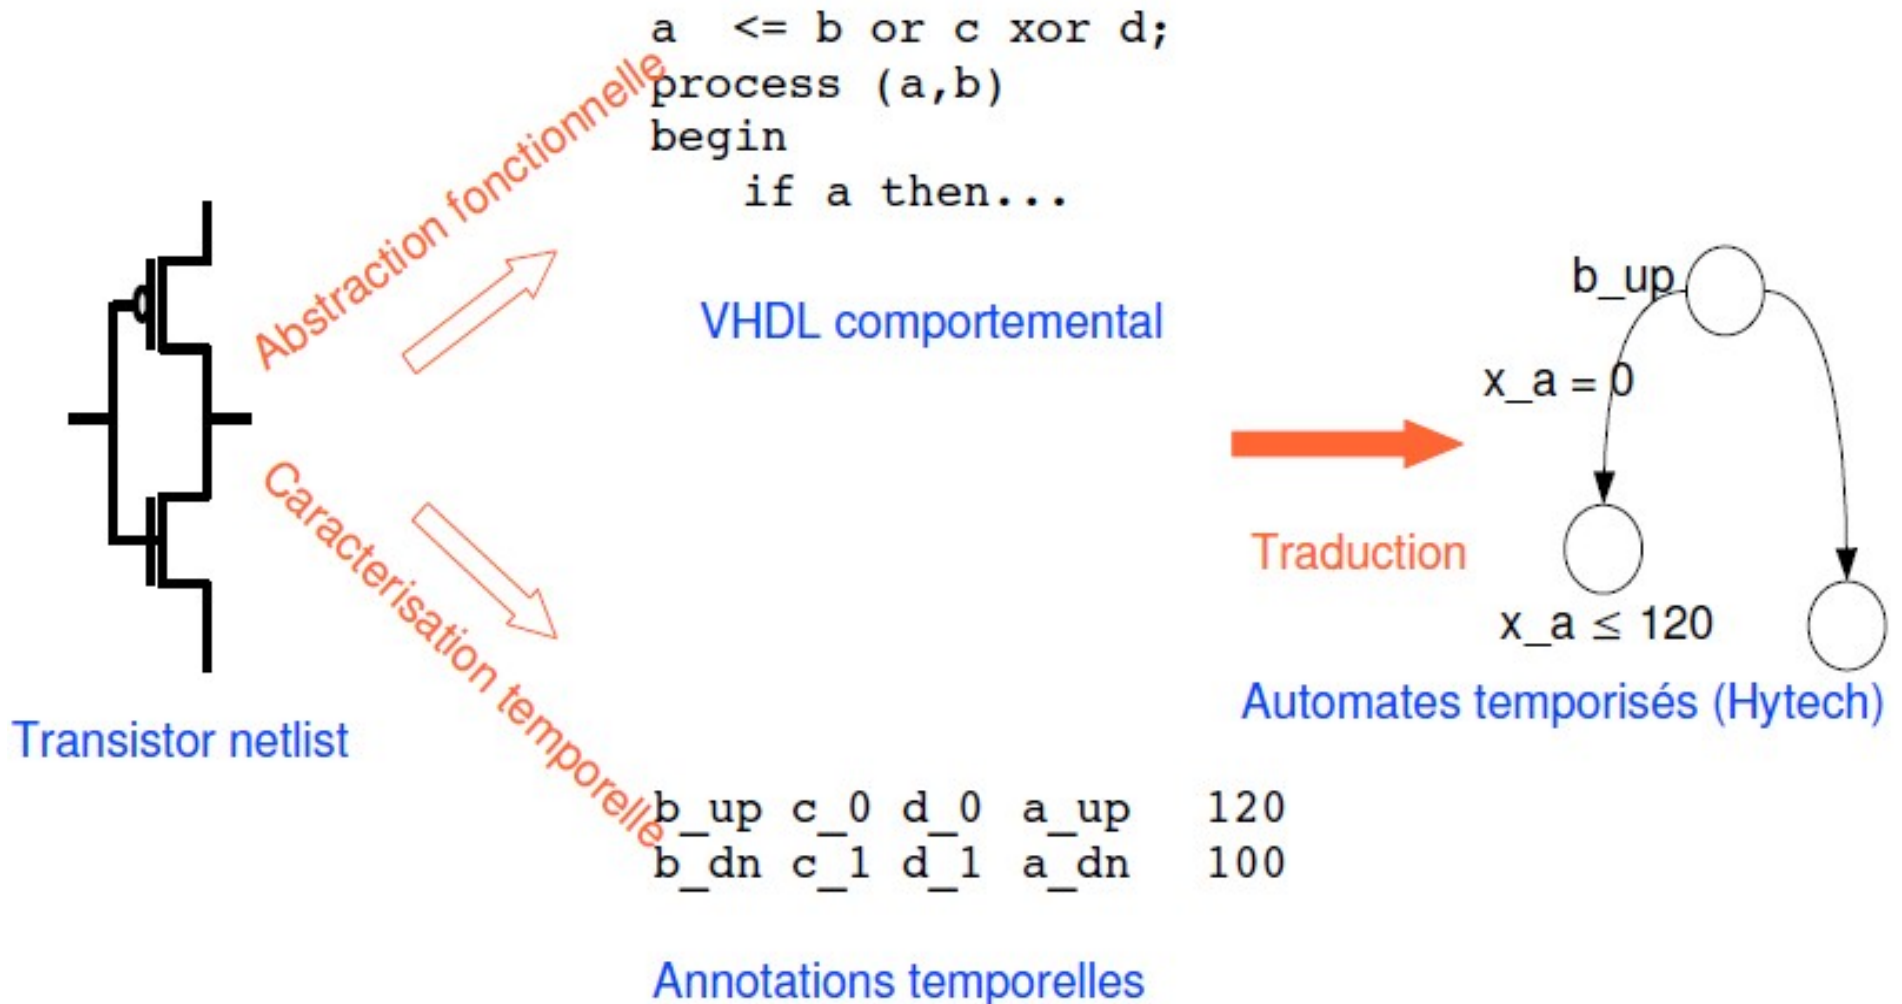 a  <= b or c xor d;
process (a,b)
begin
if a then...
Abstraction fonctionnelle
VHDL comportemental
b_up
x_a = 0
Traduction
x_a ≤ 120
Automates temporisés (Hytech)
Transistor netlist
Caracterisation temporelle
b_up c_0 d_0 a_up 120
b_dn c_1 d_1 a_dn 100
Annotations temporelles